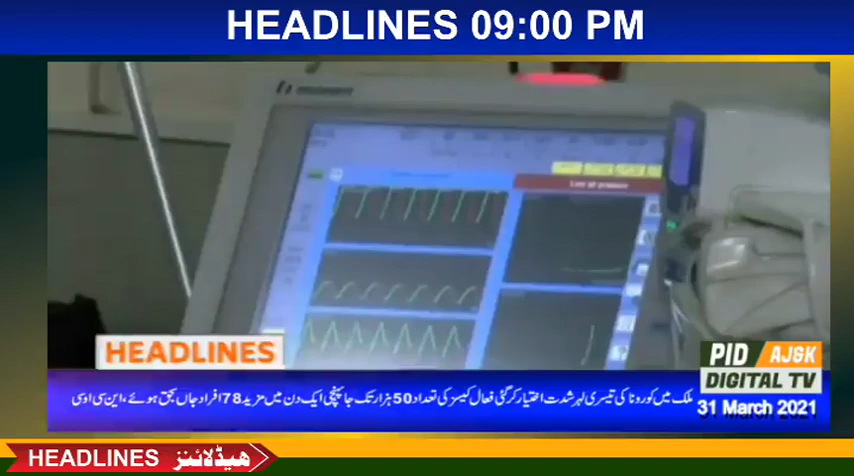 HEADLINES 09:00 PM
HEADLINES
PID AJ&K
DIGITAL TV
31 March 2021
ملک میں کورونا کی تیسری لہر شدت اختیار کر گئی فعال کیسز کی تعداد 50 ہزار تک جا پہنچی ایک دن میں مزید 78 افراد جاں بحق ہوئے، این سی او سی
HEADLINES ھیڈلائنز